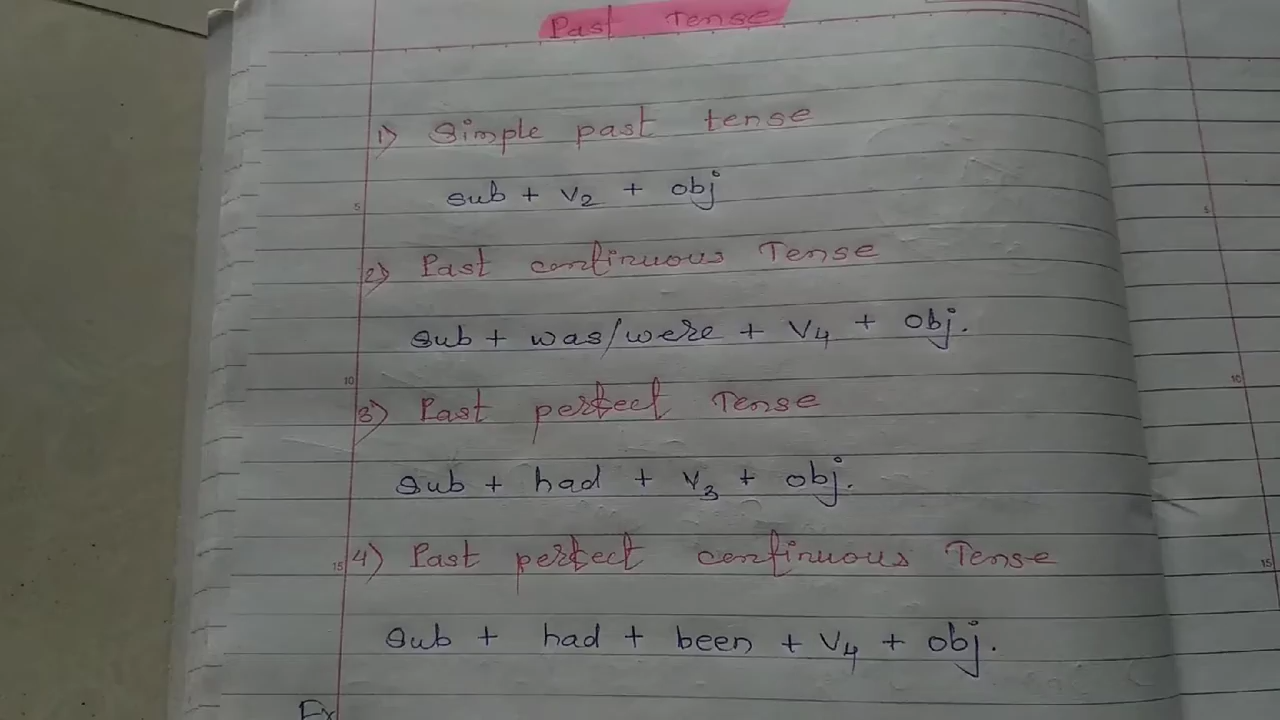 Past Tense
1) Simple past tense
sub + V2 + obj
2) Past continuous Tense
sub + was/were + V4 + obj.
3) Past perfect Tense
sub + had + V3 + obj.
4) Past perfect continuous Tense
sub + had + been + V4 + obj.
Ex